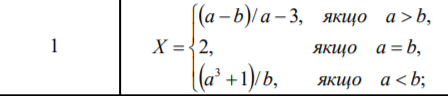 (a − b)/a − 3, якщо a > b,
1 X = { 2, якщо a = b,
(a³ + 1)/b, якщо a < b;